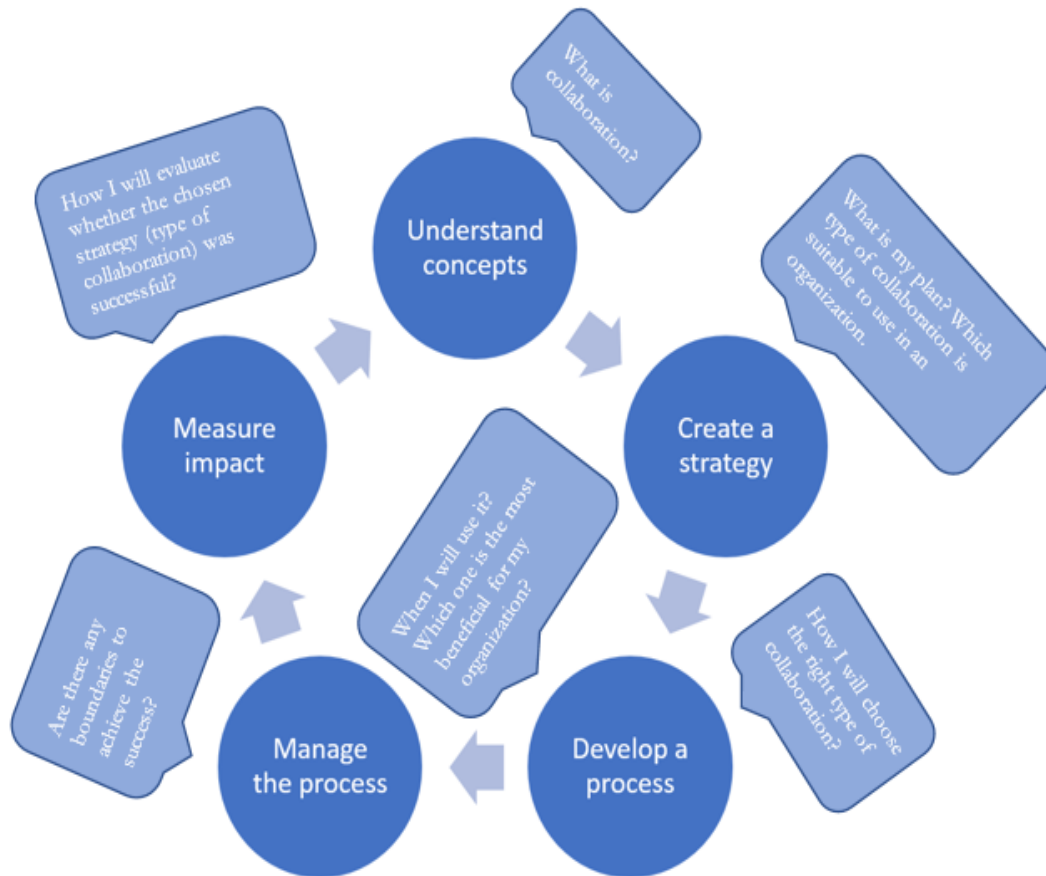 What is
collaboration?
Understand
concepts
What is my plan? Which
type of collaboration is
suitable to use in an
organization.
Create a
strategy
How I will choose
the right type of
collaboration?
Develop a
process
When I will use it?
Which one is the most
beneficial for my
organization?
Manage
the process
Are there any
boundaries to
achieve the
success?
Measure
impact
How I will evaluate
whether the chosen
strategy (type of
collaboration) was
successful?